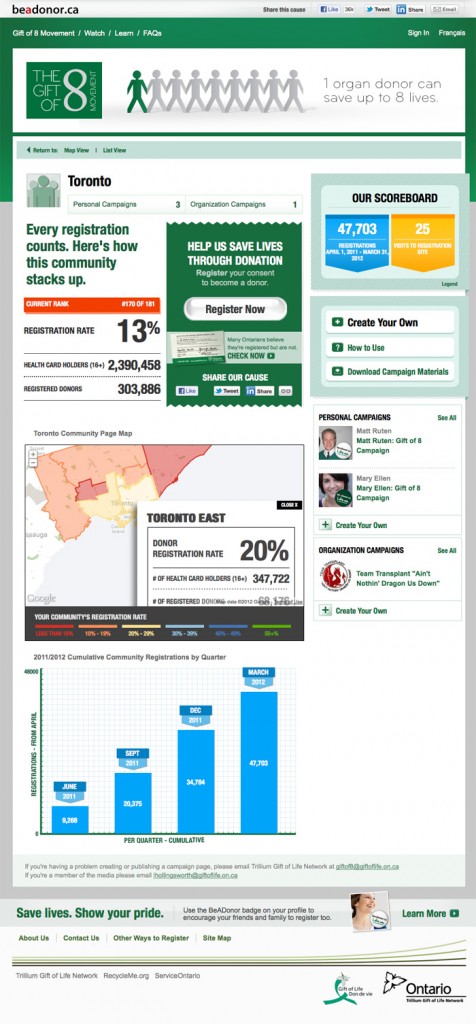 beadonor.ca
Share this cause
Like
36k
Tweet
Share
Email
Gift of 8 Movement / Watch / Learn / FAQs
Sign In
Français
THE GIFT OF 8 MOVEMENT
1 organ donor can
save up to 8 lives.
Return to: Map View | List View
Toronto
Personal Campaigns 3
Organization Campaigns 1
Every registration
counts. Here's how
this community
stacks up.
CURRENT RANK #170 OF 181
REGISTRATION RATE 13%
HEALTH CARD HOLDERS (16+) 2,390,458
REGISTERED DONORS 303,886
HELP US SAVE LIVES
THROUGH DONATION
Register your consent
to become a donor.
Register Now
Many Ontarians believe
they're registered but are not.
CHECK NOW
SHARE OUR CAUSE
Like
Tweet
Share
OUR SCOREBOARD
47,703
REGISTRATIONS
APRIL 1, 2011 - MARCH 31,
2012
25
VISITS TO REGISTRATION
SITE
Legend
Create Your Own
How to Use
Download Campaign Materials
PERSONAL CAMPAIGNS
See All
Matt Ruten
Matt Ruten: Gift of 8
Campaign
Mary Ellen
Mary Ellen: Gift of 8
Campaign
Create Your Own
ORGANIZATION CAMPAIGNS
See All
Team Transplant "Ain't
Nothin' Dragon Us Down"
Create Your Own
Toronto Community Page Map
CLOSE X
TORONTO EAST
DONOR
REGISTRATION RATE 20%
# OF HEALTH CARD HOLDERS (16+) 347,722
# OF REGISTERED DONORS 68,176
Toronto
ssauga
Google
Map data ©2012 Google - Terms of Use
YOUR COMMUNITY'S REGISTRATION RATE
LESS THAN 10%
10% - 19%
20% - 29%
30% - 39%
40% - 49%
50+%
2011/2012 Cumulative Community Registrations by Quarter
48000
REGISTRATIONS - FROM APRIL
0
JUNE
2011
9,266
SEPT
2011
20,375
DEC
2011
34,784
MARCH
2012
47,703
PER QUARTER - CUMULATIVE
If you're having a problem creating or publishing a campaign page, please email Trillium Gift of Life Network at giftof8@giftoflife.on.ca
If you're a member of the media please email lhollingsworth@giftoflife.on.ca
Save lives. Show your pride.
Use the BeADonor badge on your profile to
encourage your friends and family to register too.
Learn More
About Us | Contact Us | Other Ways to Register | Site Map
Trillium Gift of Life Network RecycleMe.org ServiceOntario
Gift of Life
Don de vie
Ontario
Trillium Gift of Life Network